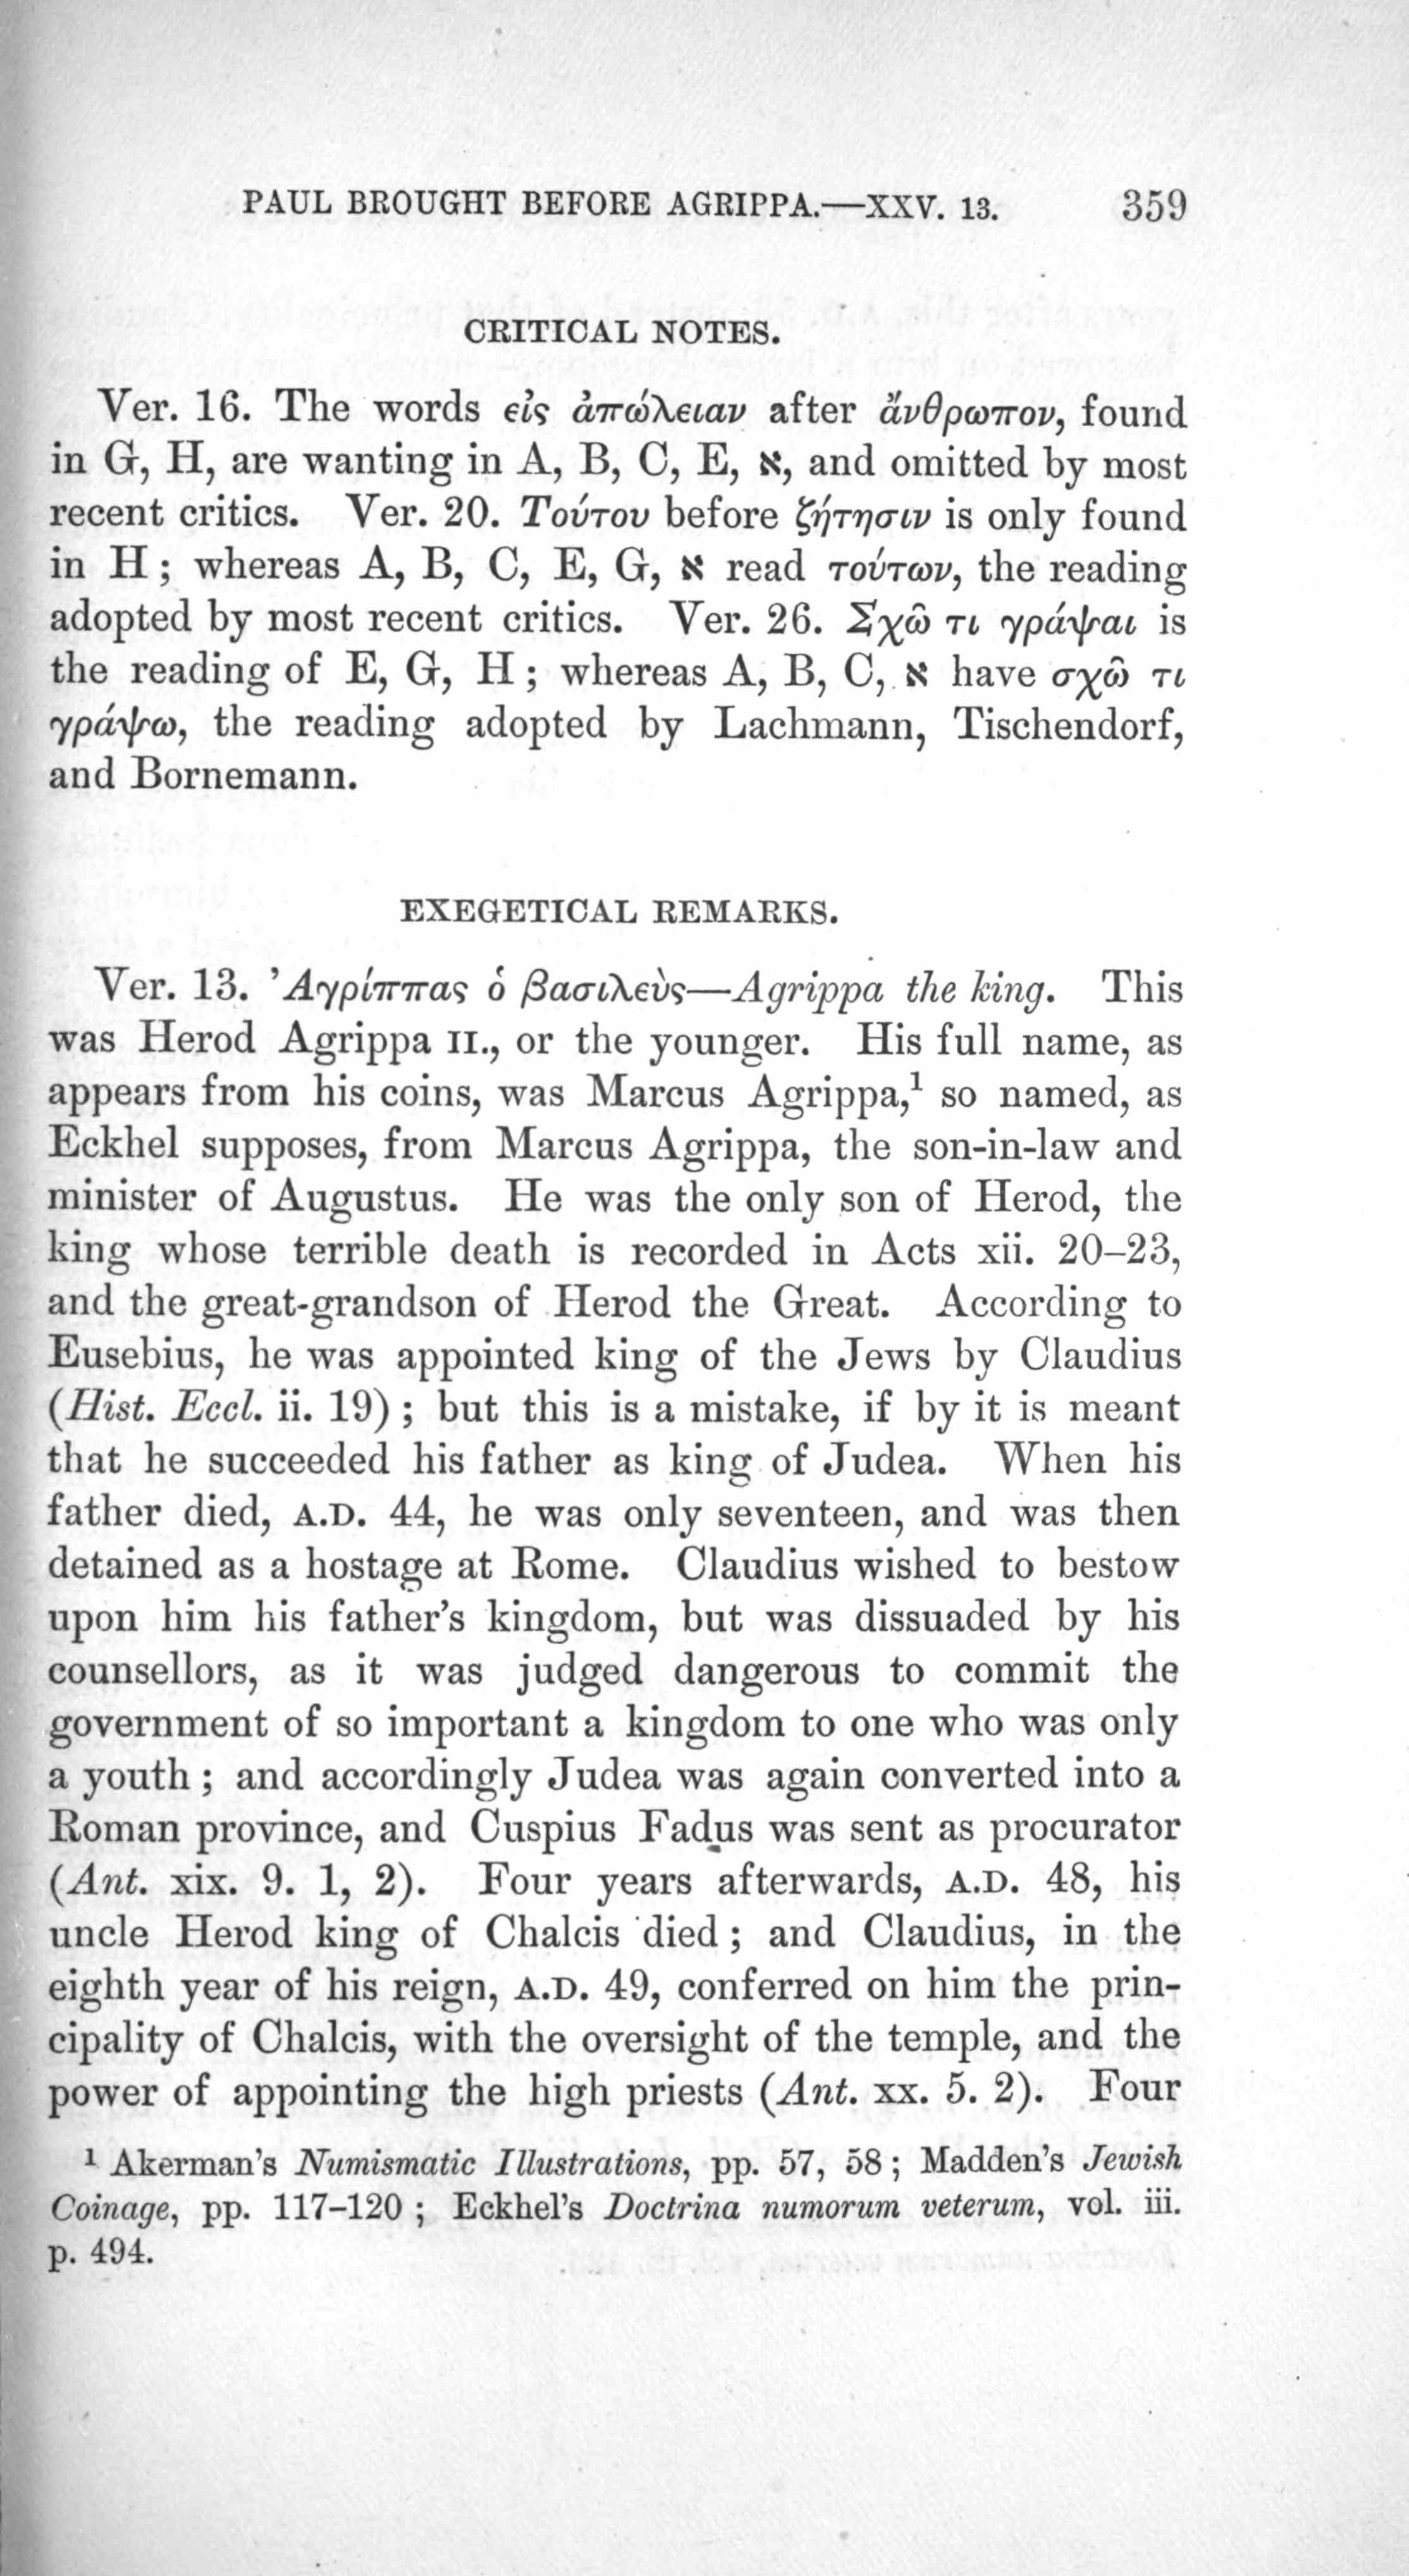 PAUL BROUGHT BEFORE AGRIPPA.—XXV. 13. 359
CRITICAL NOTES.
Ver. 16. The words εἰς ἀπώλειαν after ἄνθρωπον, found
in G, H, are wanting in A, B, C, E, א, and omitted by most
recent critics. Ver. 20. Τούτου before ζήτησιν is only found
in H; whereas A, B, C, E, G, א read τούτων, the reading
adopted by most recent critics. Ver. 26. Σχῶ τι γράψαι is
the reading of E, G, H; whereas A, B, C, א have σχῶ τι
γράψω, the reading adopted by Lachmann, Tischendorf,
and Bornemann.
EXEGETICAL REMARKS.
Ver. 13. Ἀγρίππας ὁ βασιλεὺς—Agrippa the king. This
was Herod Agrippa II., or the younger. His full name, as
appears from his coins, was Marcus Agrippa,¹ so named, as
Eckhel supposes, from Marcus Agrippa, the son-in-law and
minister of Augustus. He was the only son of Herod, the
king whose terrible death is recorded in Acts xii. 20–23,
and the great-grandson of Herod the Great. According to
Eusebius, he was appointed king of the Jews by Claudius
(Hist. Eccl. ii. 19); but this is a mistake, if by it is meant
that he succeeded his father as king of Judea. When his
father died, A.D. 44, he was only seventeen, and was then
detained as a hostage at Rome. Claudius wished to bestow
upon him his father's kingdom, but was dissuaded by his
counsellors, as it was judged dangerous to commit the
government of so important a kingdom to one who was only
a youth; and accordingly Judea was again converted into a
Roman province, and Cuspius Fadus was sent as procurator
(Ant. xix. 9. 1, 2). Four years afterwards, A.D. 48, his
uncle Herod king of Chalcis died; and Claudius, in the
eighth year of his reign, A.D. 49, conferred on him the prin-
cipality of Chalcis, with the oversight of the temple, and the
power of appointing the high priests (Ant. xx. 5. 2). Four
¹ Akerman's Numismatic Illustrations, pp. 57, 58; Madden's Jewish
Coinage, pp. 117–120; Eckhel's Doctrina numorum veterum, vol. iii.
p. 494.